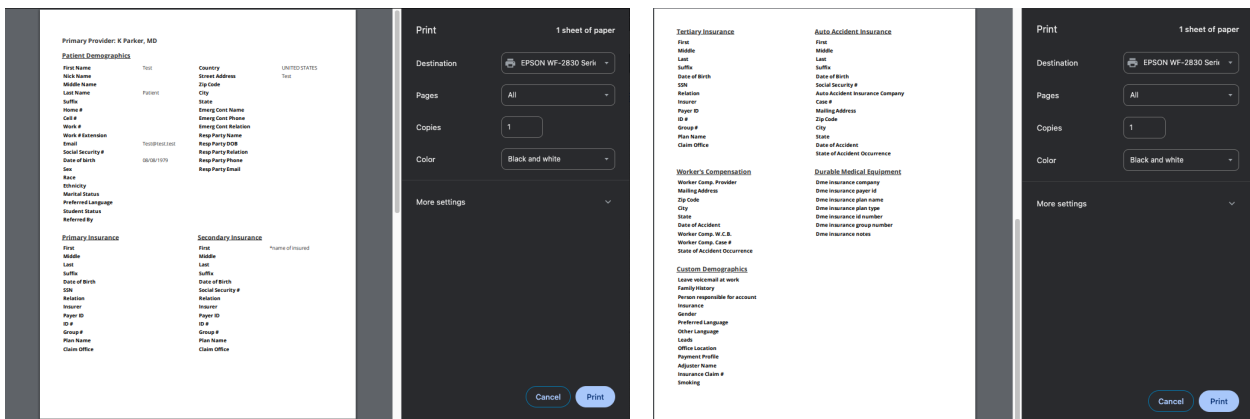 Primary Provider: K Parker, MD
Patient Demographics
First Name Test Country UNITED STATES
Nick Name Street Address Test
Middle Name Zip Code
Last Name Patient City
Suffix State
Home # Emerg Cont Name
Cell # Emerg Cont Phone
Work # Emerg Cont Relation
Work # Extension Resp Party Name
Email Test@test.test Resp Party DOB
Social Security # Resp Party Relation
Date of birth 08/08/1979 Resp Party Phone
Sex Resp Party Email
Race
Ethnicity
Marital Status
Preferred Language
Student Status
Referred By
Primary Insurance Secondary Insurance
First First *name of insured
Middle Middle
Last Last
Suffix Suffix
Date of Birth Date of Birth
SSN Social Security #
Relation Relation
Insurer Insurer
Payer ID Payer ID
ID # ID #
Group # Group #
Plan Name Plan Name
Claim Office Claim Office
Print 1 sheet of paper
Destination EPSON WF-2830 Serie
Pages All
Copies 1
Color Black and white
More settings
Cancel Print
Tertiary Insurance Auto Accident Insurance
First First
Middle Middle
Last Last
Suffix Suffix
Date of Birth Date of Birth
SSN Social Security #
Relation Auto Accident Insurance Company
Insurer Case #
Payer ID Mailing Address
ID # Zip Code
Group # City
Plan Name State
Claim Office Date of Accident
State of Accident Occurrence
Worker's Compensation Durable Medical Equipment
Worker Comp. Provider Dme insurance company
Mailing Address Dme insurance payer id
Zip Code Dme insurance plan name
City Dme insurance plan type
State Dme insurance id number
Date of Accident Dme insurance group number
Worker Comp. W.C.B. Dme insurance notes
Worker Comp. Case #
State of Accident Occurrence
Custom Demographics
Leave voicemail at work
Family History
Person responsible for account
Insurance
Gender
Preferred Language
Other Language
Leads
Office Location
Payment Profile
Adjuster Name
Insurance Claim #
Smoking
Print 1 sheet of paper
Destination EPSON WF-2830 Serie
Pages All
Copies 1
Color Black and white
More settings
Cancel Print